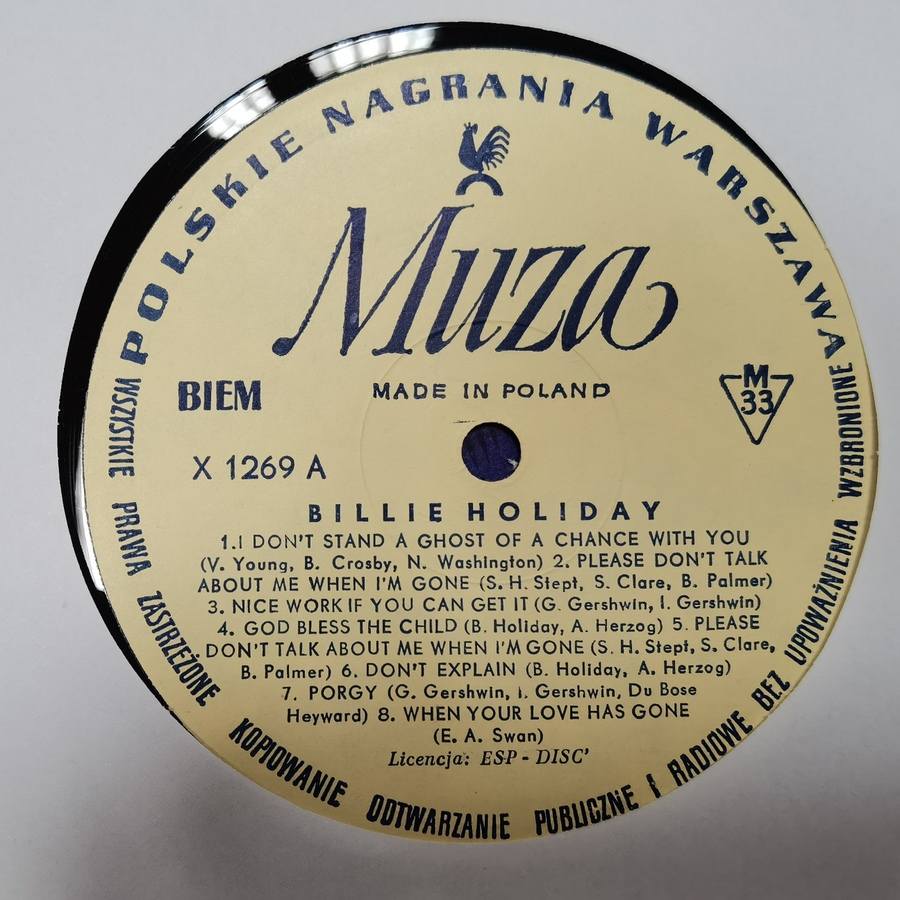 POLSKIE NAGRANIA WARSZAWA
Muza
BIEM
MADE IN POLAND
M
33
X 1269 A
BILLIE HOLIDAY
1.I DON'T STAND A GHOST OF A CHANCE WITH YOU
(V. Young, B. Crosby, N. Washington) 2. PLEASE DON'T TALK
ABOUT ME WHEN I'M GONE (S. H. Stept, S. Clare, B. Palmer)
3. NICE WORK IF YOU CAN GET IT (G. Gershwin, I. Gershwin)
4. GOD BLESS THE CHILD (B. Holiday, A. Herzog) 5. PLEASE
DON'T TALK ABOUT ME WHEN I'M GONE (S. H. Stept, S. Clare,
B. Palmer) 6. DON'T EXPLAIN (B. Holiday, A. Herzog)
7. PORGY (G. Gershwin, I. Gershwin, Du Bose
Heyward) 8. WHEN YOUR LOVE HAS GONE
(E. A. Swan)
Licencja: ESP - DISC'
WSZYSTKIE PRAWA ZASTRZEŻONE KOPIOWANIE ODTWARZANIE PUBLICZNE I RADIOWE BEZ UPOWAŻNIENIA WZBRONIONE